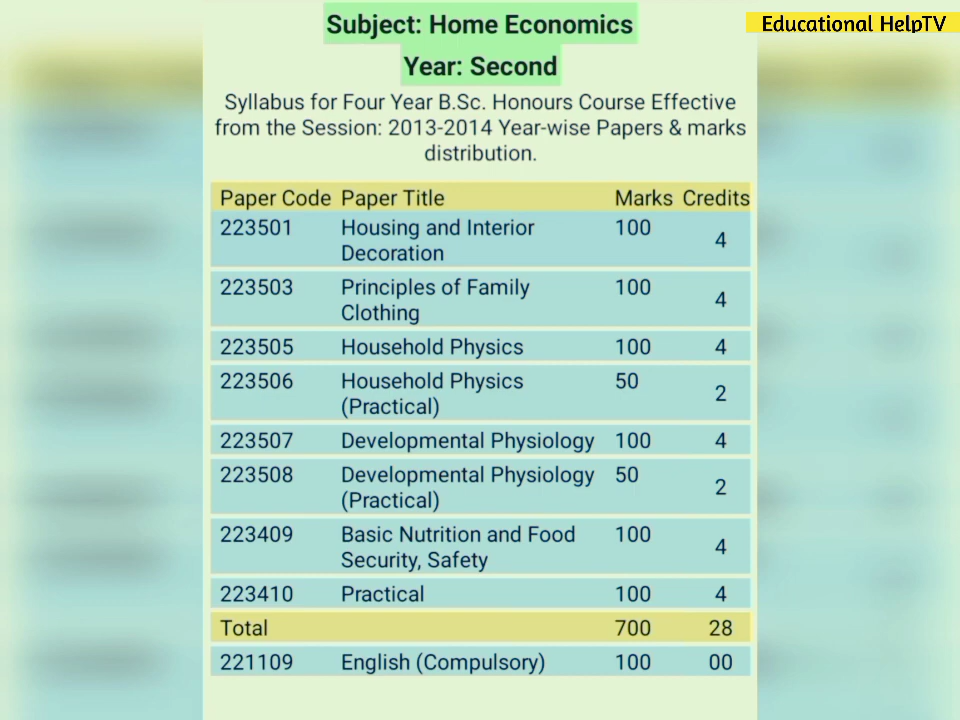 Educational HelpTV
Subject: Home Economics
Year: Second
Syllabus for Four Year B.Sc. Honours Course Effective
from the Session: 2013-2014 Year-wise Papers & marks
distribution.
Paper Code Paper Title Marks Credits
223501 Housing and Interior Decoration 100 4
223503 Principles of Family Clothing 100 4
223505 Household Physics 100 4
223506 Household Physics (Practical) 50 2
223507 Developmental Physiology 100 4
223508 Developmental Physiology (Practical) 50 2
223409 Basic Nutrition and Food Security, Safety 100 4
223410 Practical 100 4
Total 700 28
221109 English (Compulsory) 100 00